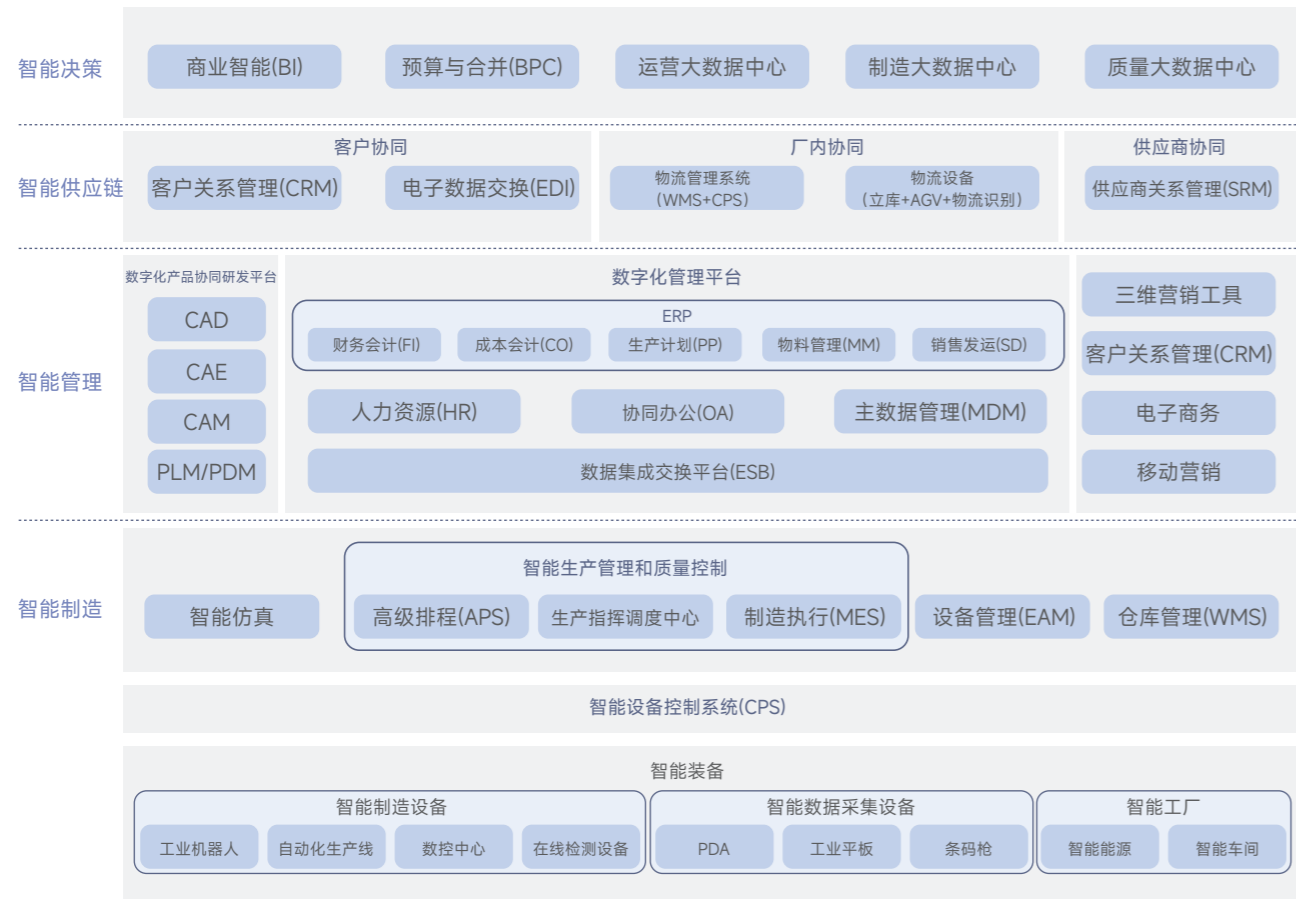 智能决策
商业智能(BI)
预算与合并(BPC)
运营大数据中心
制造大数据中心
质量大数据中心
智能供应链
客户协同
客户关系管理(CRM)
电子数据交换(EDI)
厂内协同
物流管理系统
(WMS+CPS)
物流设备
(立库+AGV+物流识别)
供应商协同
供应商关系管理(SRM)
智能管理
数字化产品协同研发平台
CAD
CAE
CAM
PLM/PDM
数字化管理平台
ERP
财务会计(FI)
成本会计(CO)
生产计划(PP)
物料管理(MM)
销售发运(SD)
人力资源(HR)
协同办公(OA)
主数据管理(MDM)
数据集成交换平台(ESB)
三维营销工具
客户关系管理(CRM)
电子商务
移动营销
智能制造
智能仿真
智能生产管理和质量控制
高级排程(APS)
生产指挥调度中心
制造执行(MES)
设备管理(EAM)
仓库管理(WMS)
智能设备控制系统(CPS)
智能装备
智能制造设备
工业机器人
自动化生产线
数控中心
在线检测设备
智能数据采集设备
PDA
工业平板
条码枪
智能工厂
智能能源
智能车间